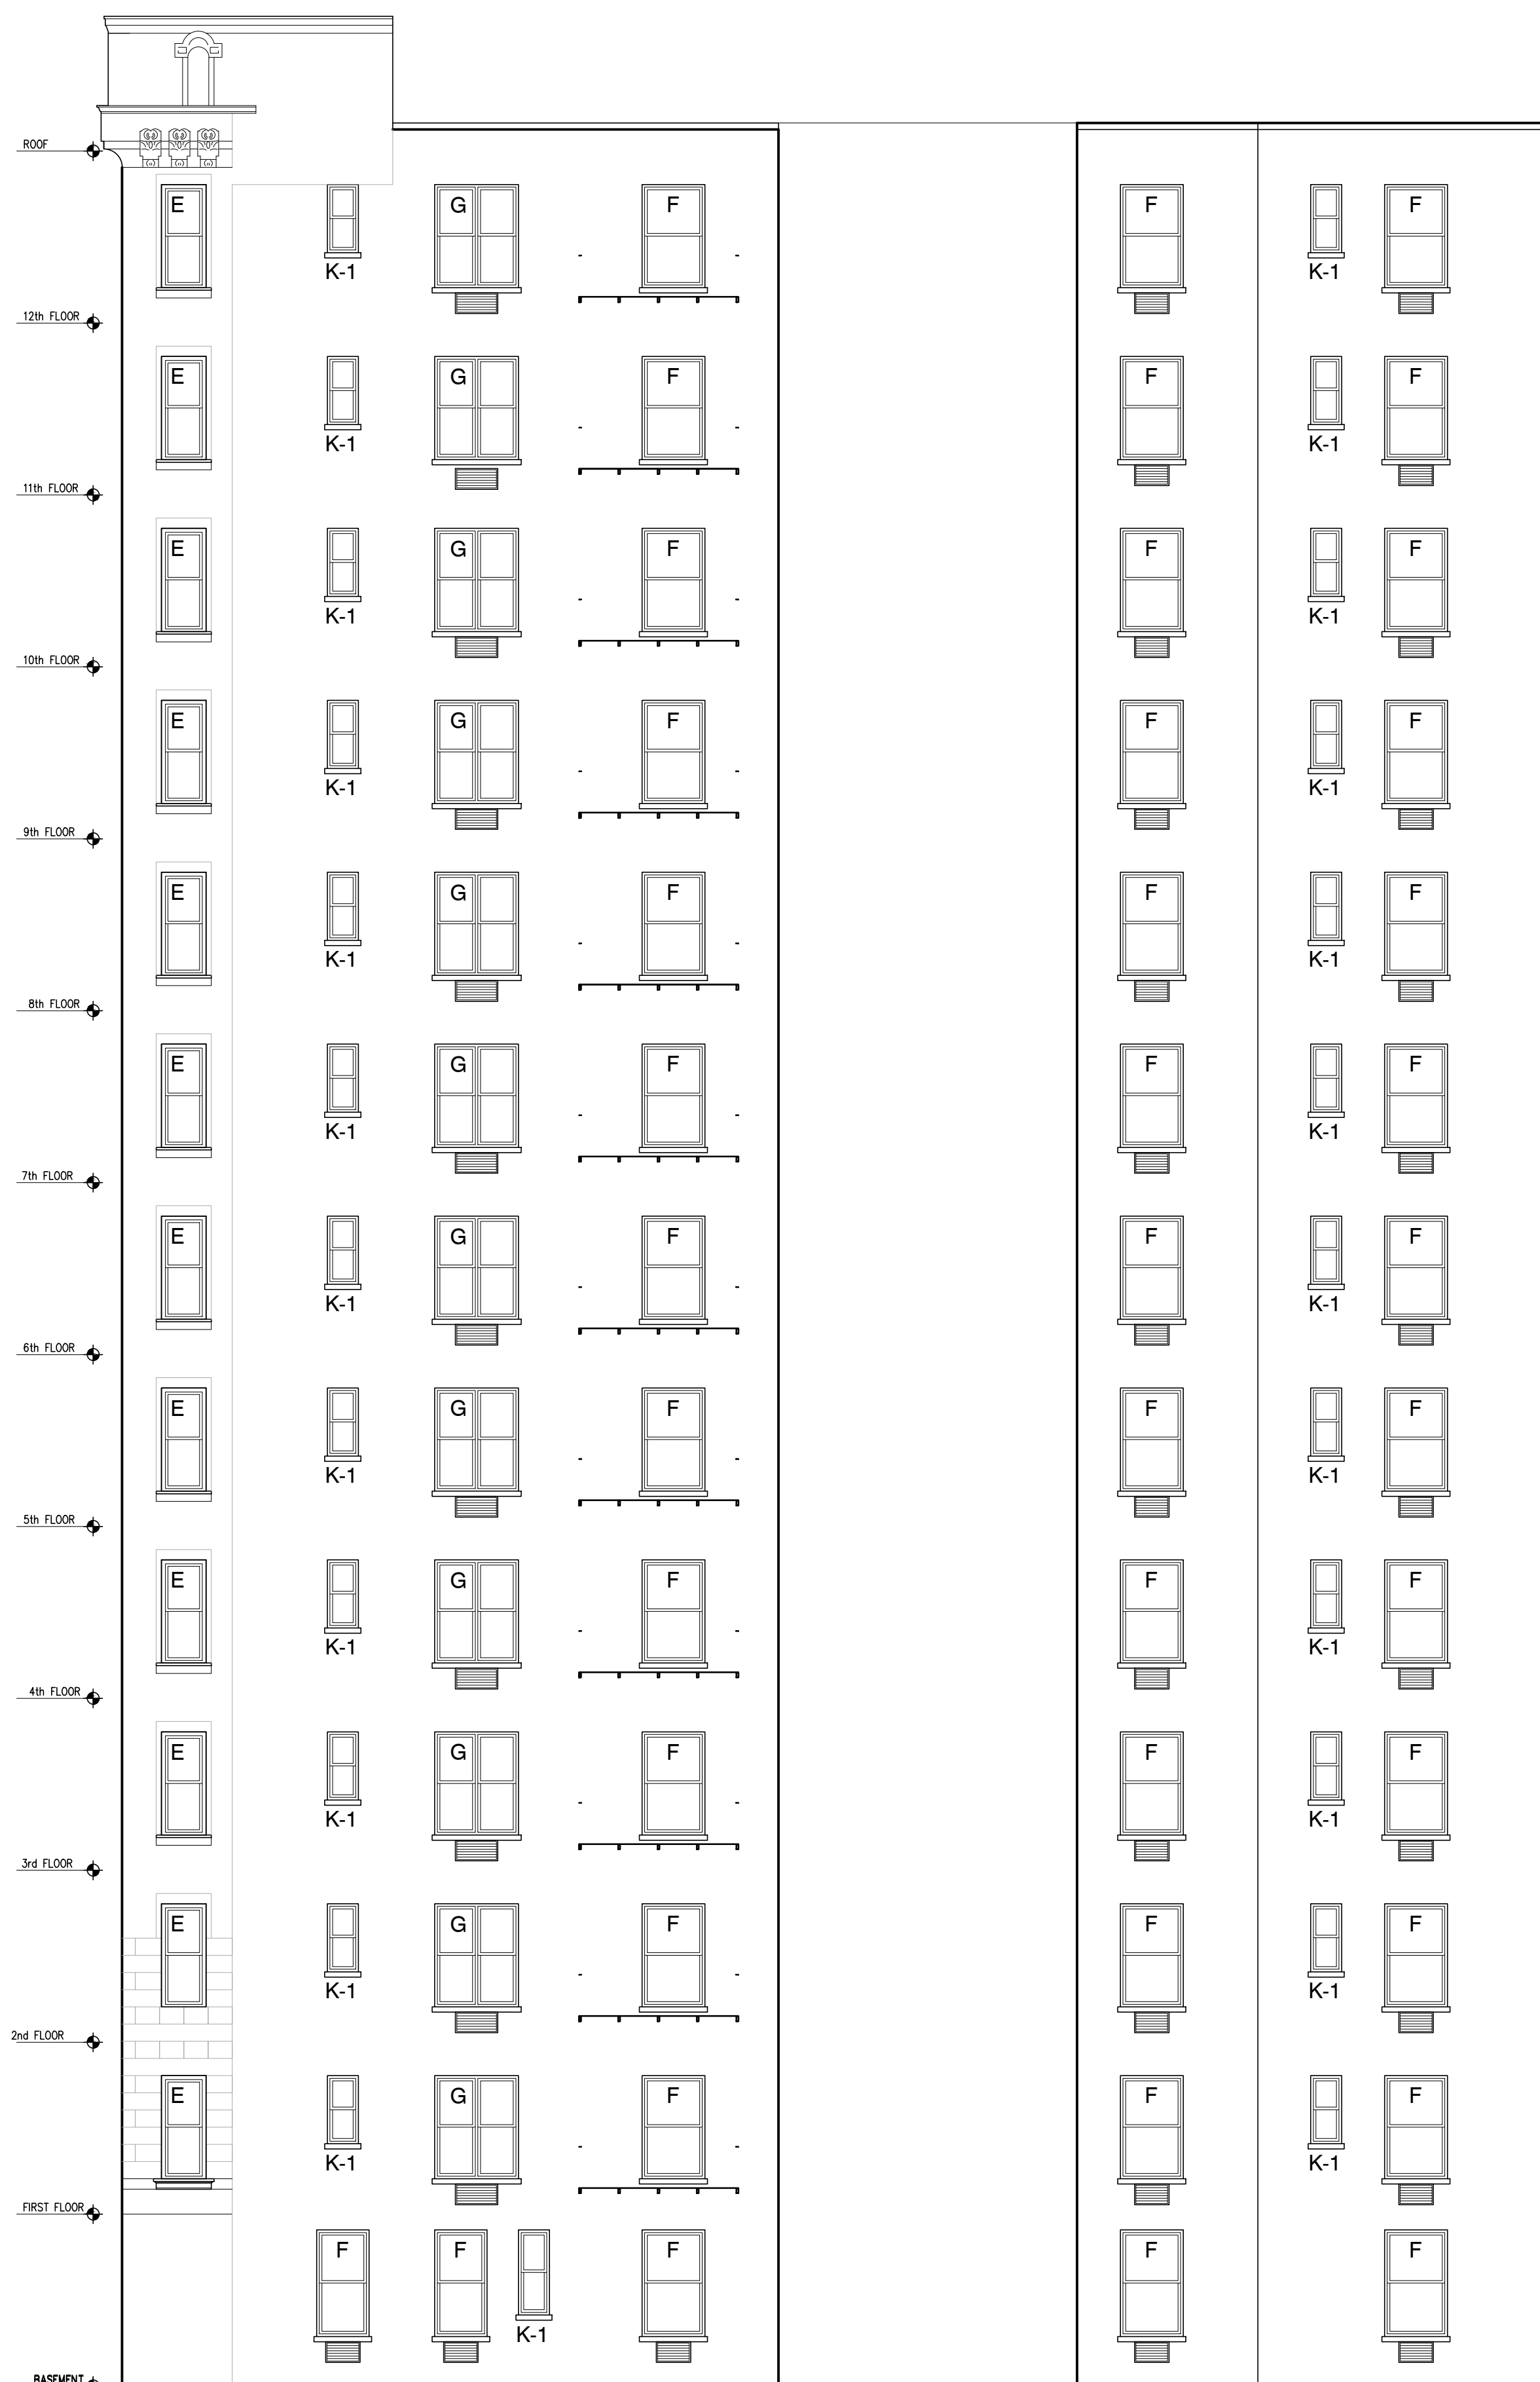 ROOF
E G F F F
K-1 K-1
12th FLOOR
E G F F F
K-1 K-1
11th FLOOR
E G F F F
K-1 K-1
10th FLOOR
E G F F F
K-1 K-1
9th FLOOR
E G F F F
K-1 K-1
8th FLOOR
E G F F F
K-1 K-1
7th FLOOR
E G F F F
K-1 K-1
6th FLOOR
E G F F F
K-1 K-1
5th FLOOR
E G F F F
K-1 K-1
4th FLOOR
E G F F F
K-1 K-1
3rd FLOOR
E G F F F
K-1 K-1
2nd FLOOR
E G F F F
K-1 K-1
FIRST FLOOR
F F F F F
K-1
BASEMENT